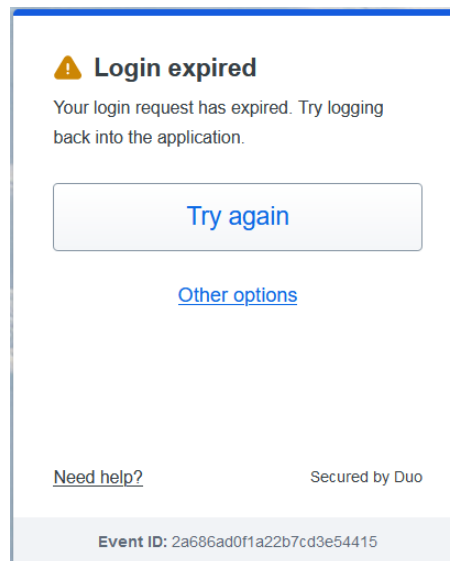 Login expired
Your login request has expired. Try logging
back into the application.
Try again
Other options
Need help?
Secured by Duo
Event ID: 2a686ad0f1a22b7cd3e54415